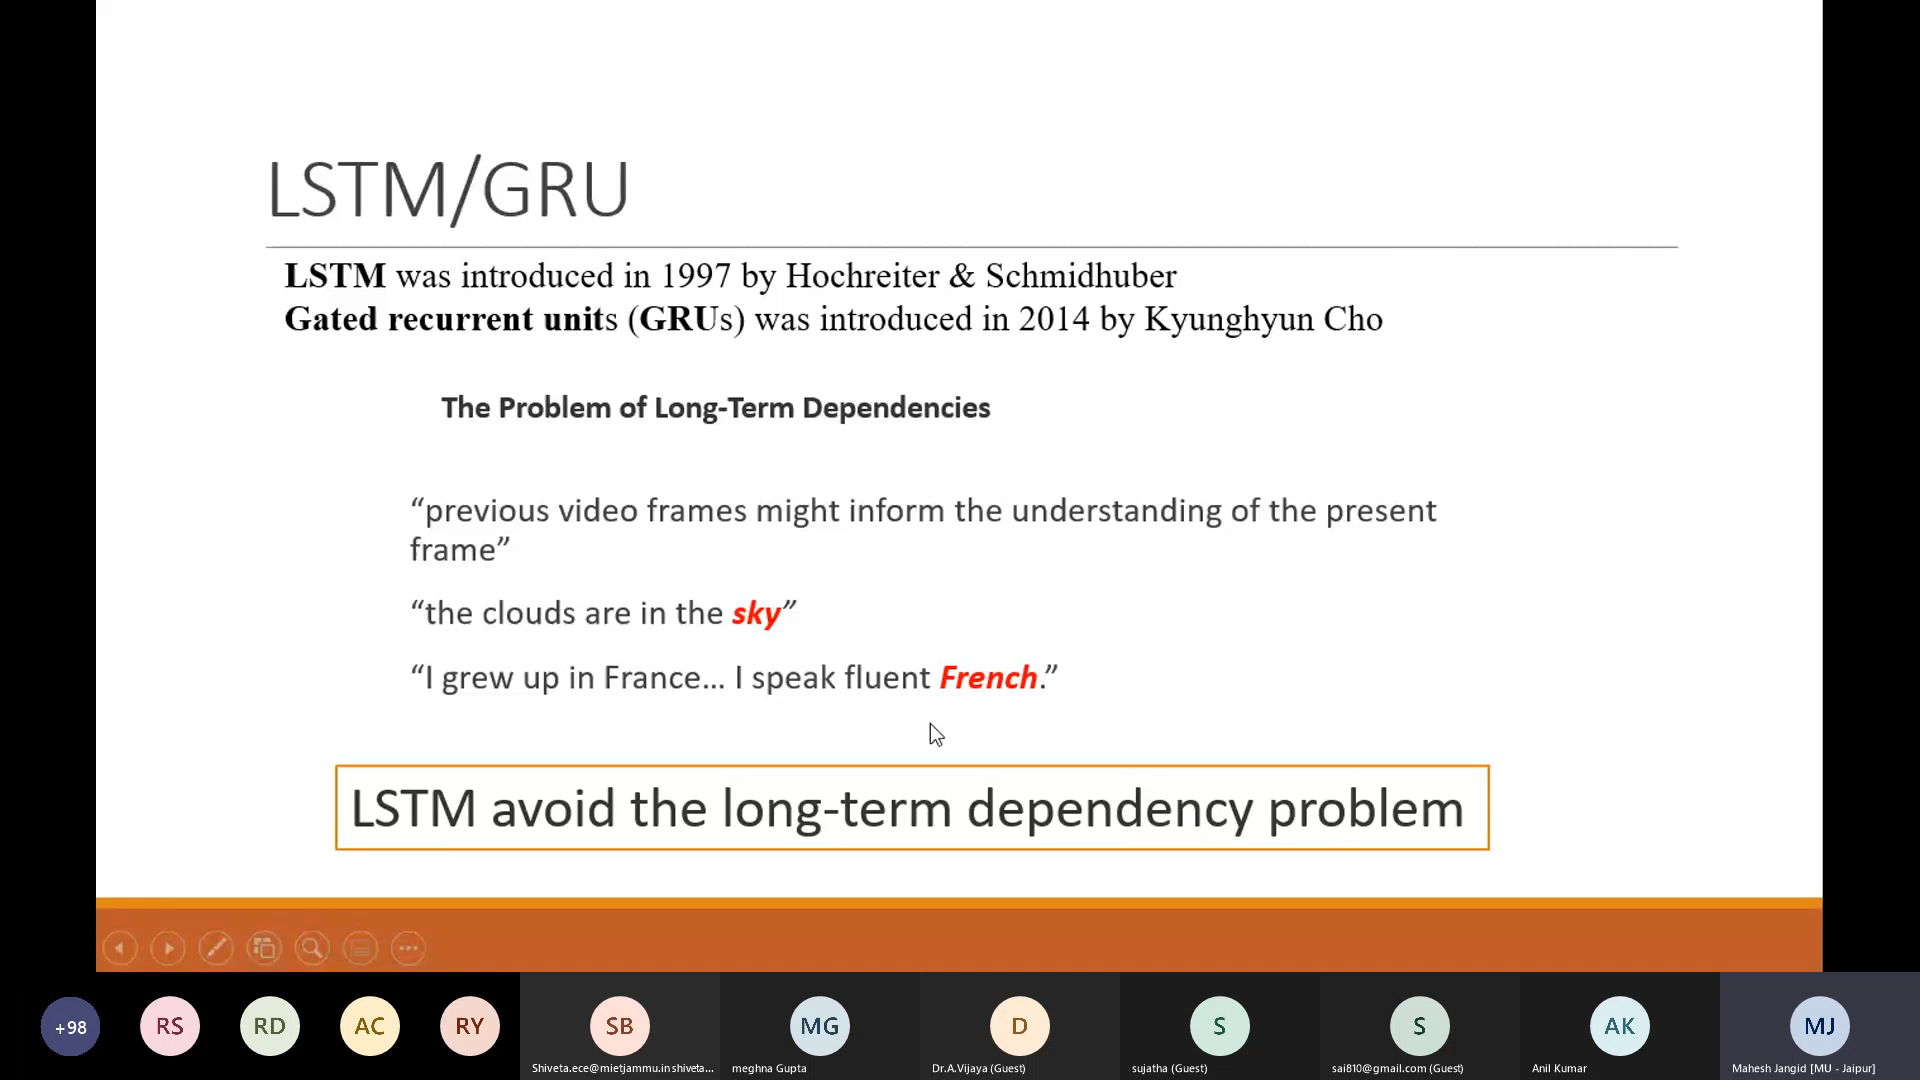 LSTM/GRU
LSTM was introduced in 1997 by Hochreiter & Schmidhuber
Gated recurrent units (GRUs) was introduced in 2014 by Kyunghyun Cho
The Problem of Long-Term Dependencies
“previous video frames might inform the understanding of the present
frame”
“the clouds are in the sky”
“I grew up in France... I speak fluent French.”
LSTM avoid the long-term dependency problem
+98
RS
RD
AC
RY
SB
MG
D
S
S
AK
MJ
Shiveta.ece@mietjammu.in shiveta...
meghna Gupta
Dr.A.Vijaya (Guest)
sujatha (Guest)
sai810@gmail.com (Guest)
Anil Kumar
Mahesh Jangid [MU - Jaipur]